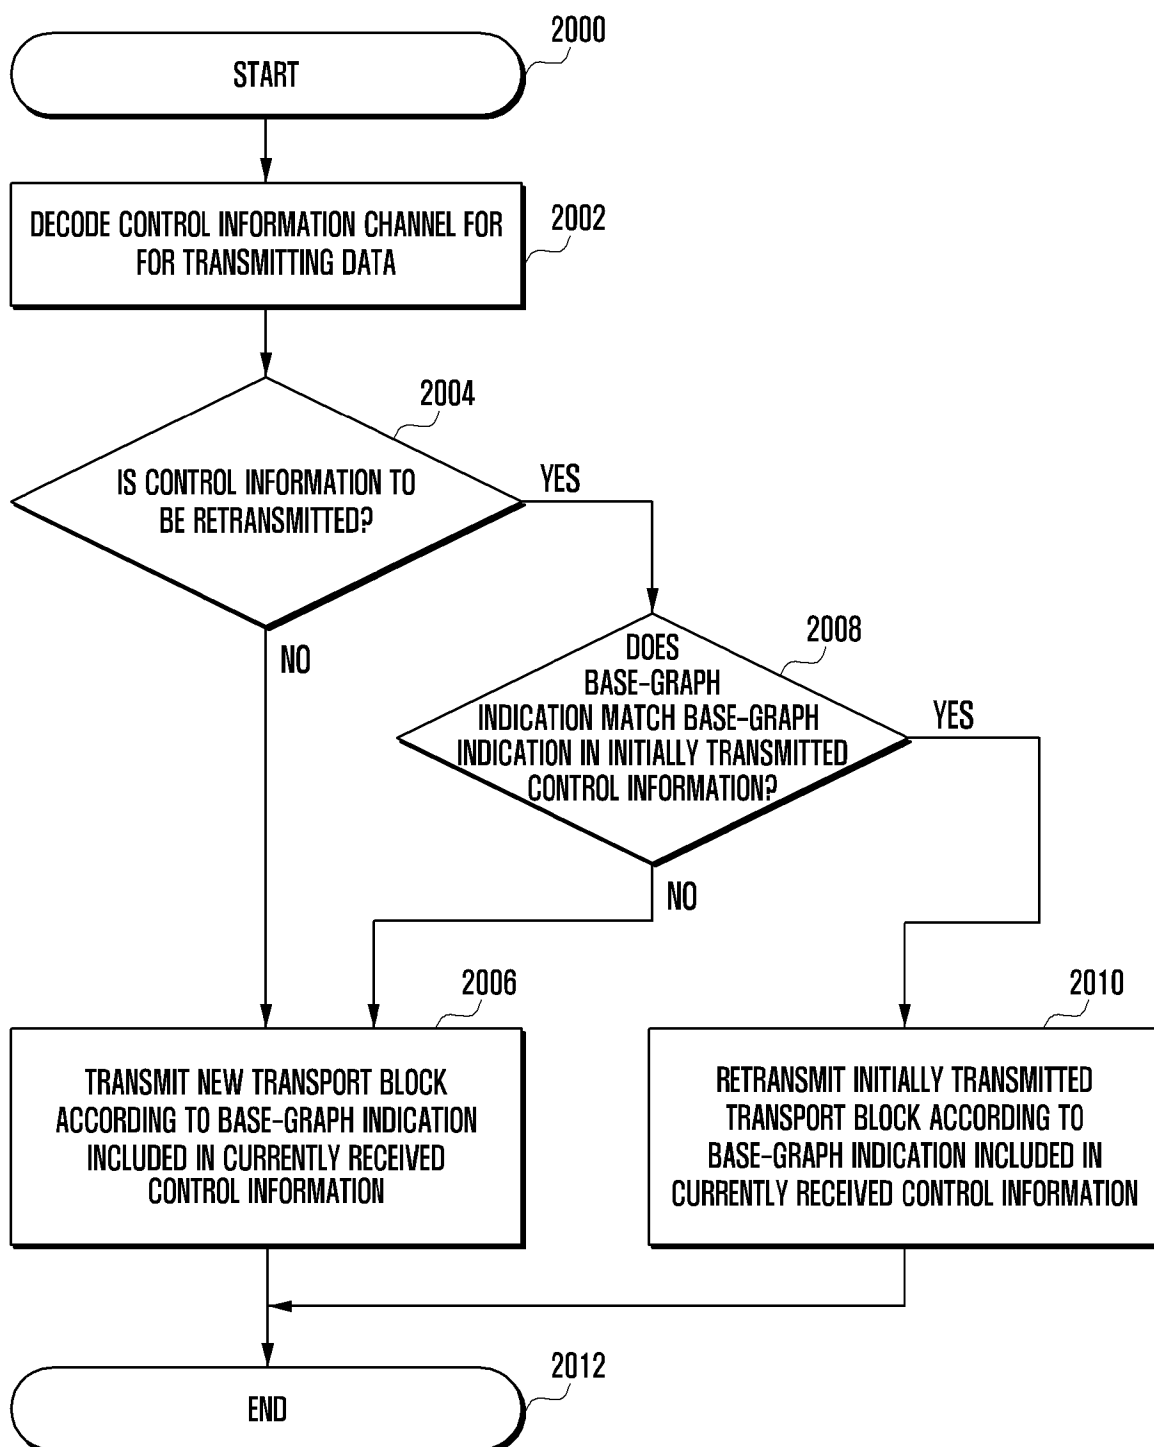 2000
START
DECODE CONTROL INFORMATION CHANNEL FOR
FOR TRANSMITTING DATA
2002
2004
IS CONTROL INFORMATION TO
BE RETRANSMITTED?
YES
NO
2008
DOES
BASE-GRAPH
INDICATION MATCH BASE-GRAPH
INDICATION IN INITIALLY TRANSMITTED
CONTROL INFORMATION?
YES
NO
2006
TRANSMIT NEW TRANSPORT BLOCK
ACCORDING TO BASE-GRAPH INDICATION
INCLUDED IN CURRENTLY RECEIVED
CONTROL INFORMATION
2010
RETRANSMIT INITIALLY TRANSMITTED
TRANSPORT BLOCK ACCORDING TO
BASE-GRAPH INDICATION INCLUDED IN
CURRENTLY RECEIVED CONTROL INFORMATION
2012
END